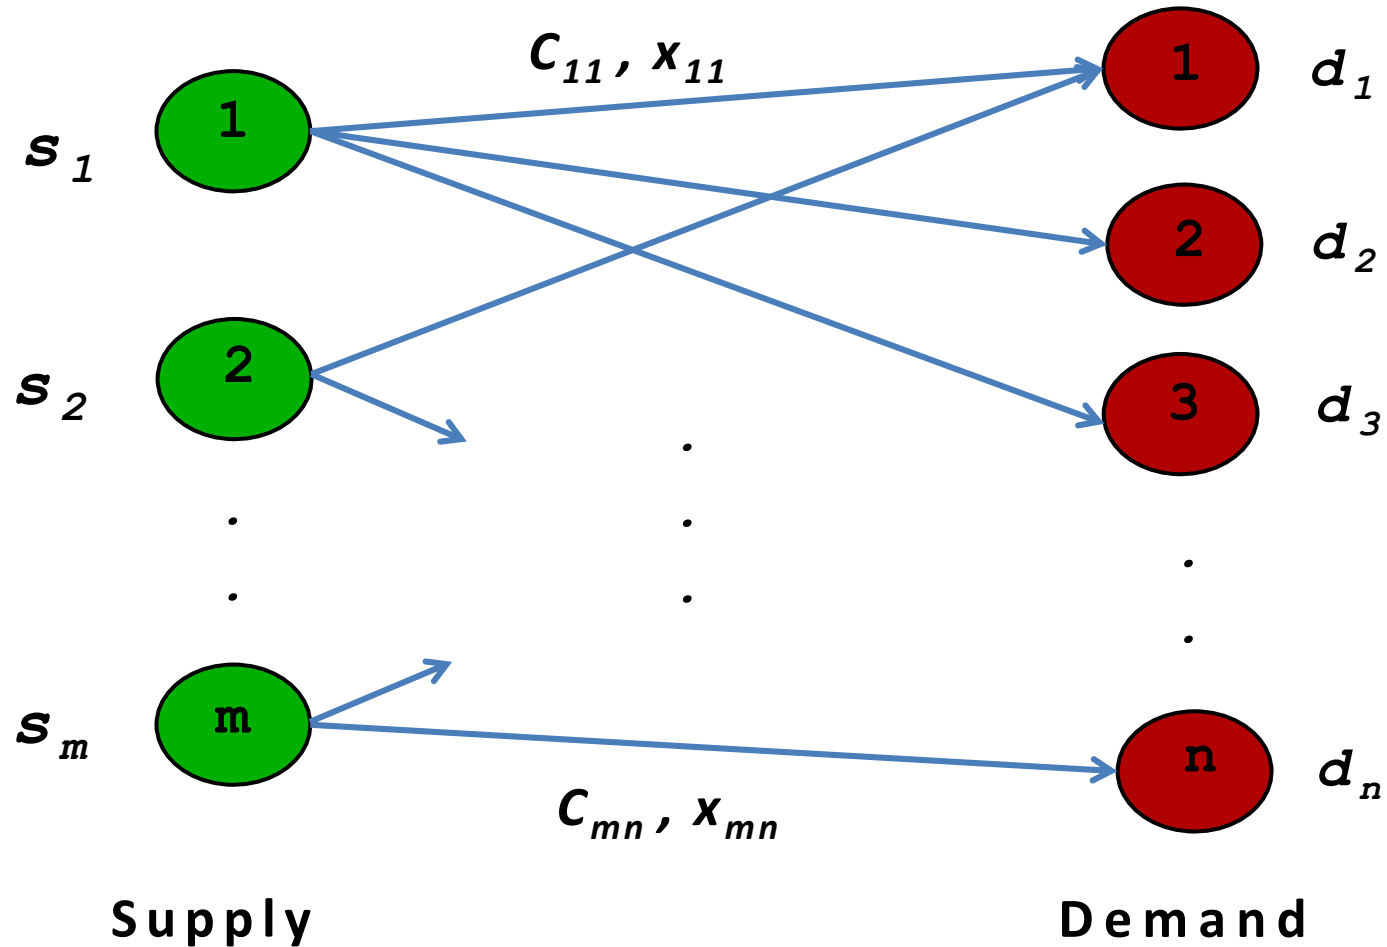 C11, x11
s1 1 1 d1
2 d2
s2 2 3 d3
sm m n dn
Cmn, xmn
Supply Demand